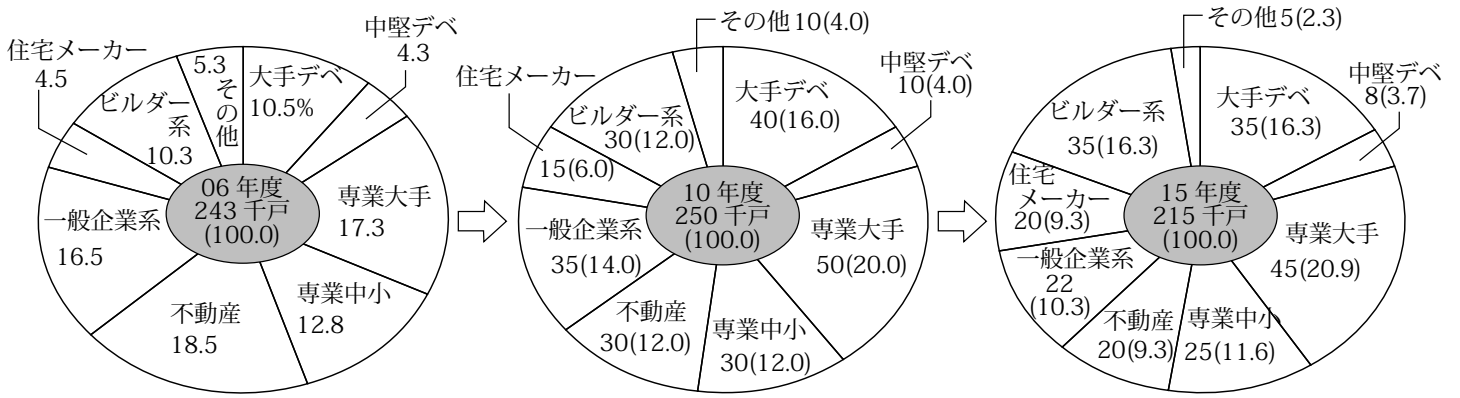 住宅メーカー
4.5
ビルダー
系
10.3
5.3
その他
大手デベ
10.5%
中堅デベ
4.3
専業大手
17.3
専業中小
12.8
不動産
18.5
一般企業系
16.5
06 年度
243 千戸
(100.0)
その他10(4.0)
大手デベ
40(16.0)
中堅デベ
10(4.0)
専業大手
50(20.0)
専業中小
30(12.0)
不動産
30(12.0)
一般企業系
35(14.0)
住宅メーカー
15(6.0)
ビルダー系
30(12.0)
10 年度
250 千戸
(100.0)
その他5(2.3)
大手デベ
35(16.3)
中堅デベ
8(3.7)
専業大手
45(20.9)
専業中小
25(11.6)
不動産
20(9.3)
一般企業系
22
(10.3)
住宅
メーカー
20(9.3)
ビルダー系
35(16.3)
15 年度
215 千戸
(100.0)